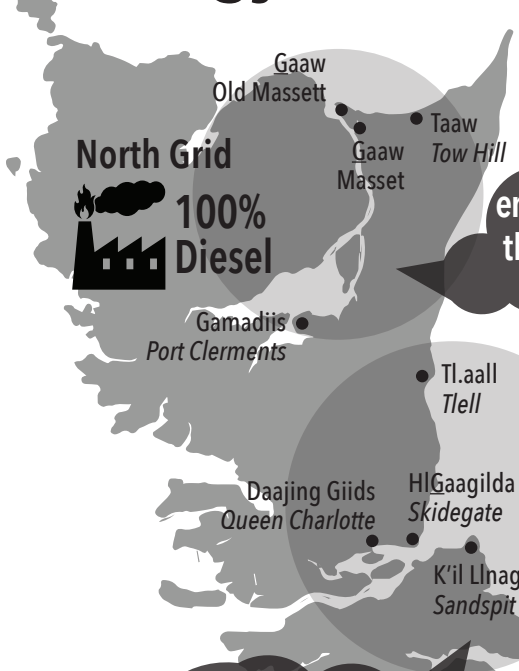 Gaaw
Old Massett
Taaw
Tow Hill
Gaaw
Masset
North Grid
100%
Diesel
Gamadiis
Port Clerments
Tl.aall
Tlell
Daajing Giids
Queen Charlotte
HlGaagilda
Skidegate
K'il Llnag
Sandspit